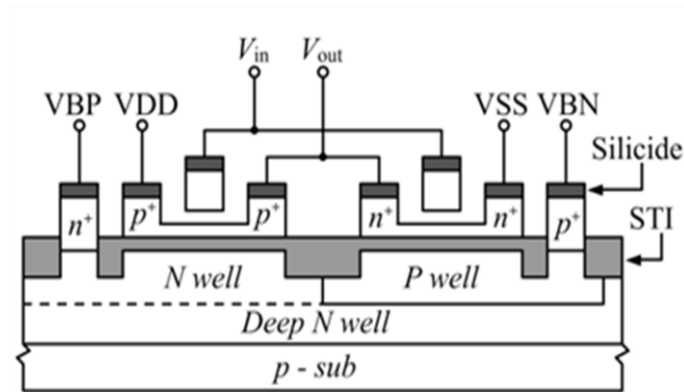 Vin Vout
VBP VDD VSS VBN
Silicide
n+ p+ p+ n+ n+ p+
STI
N well P well
Deep N well
p - sub